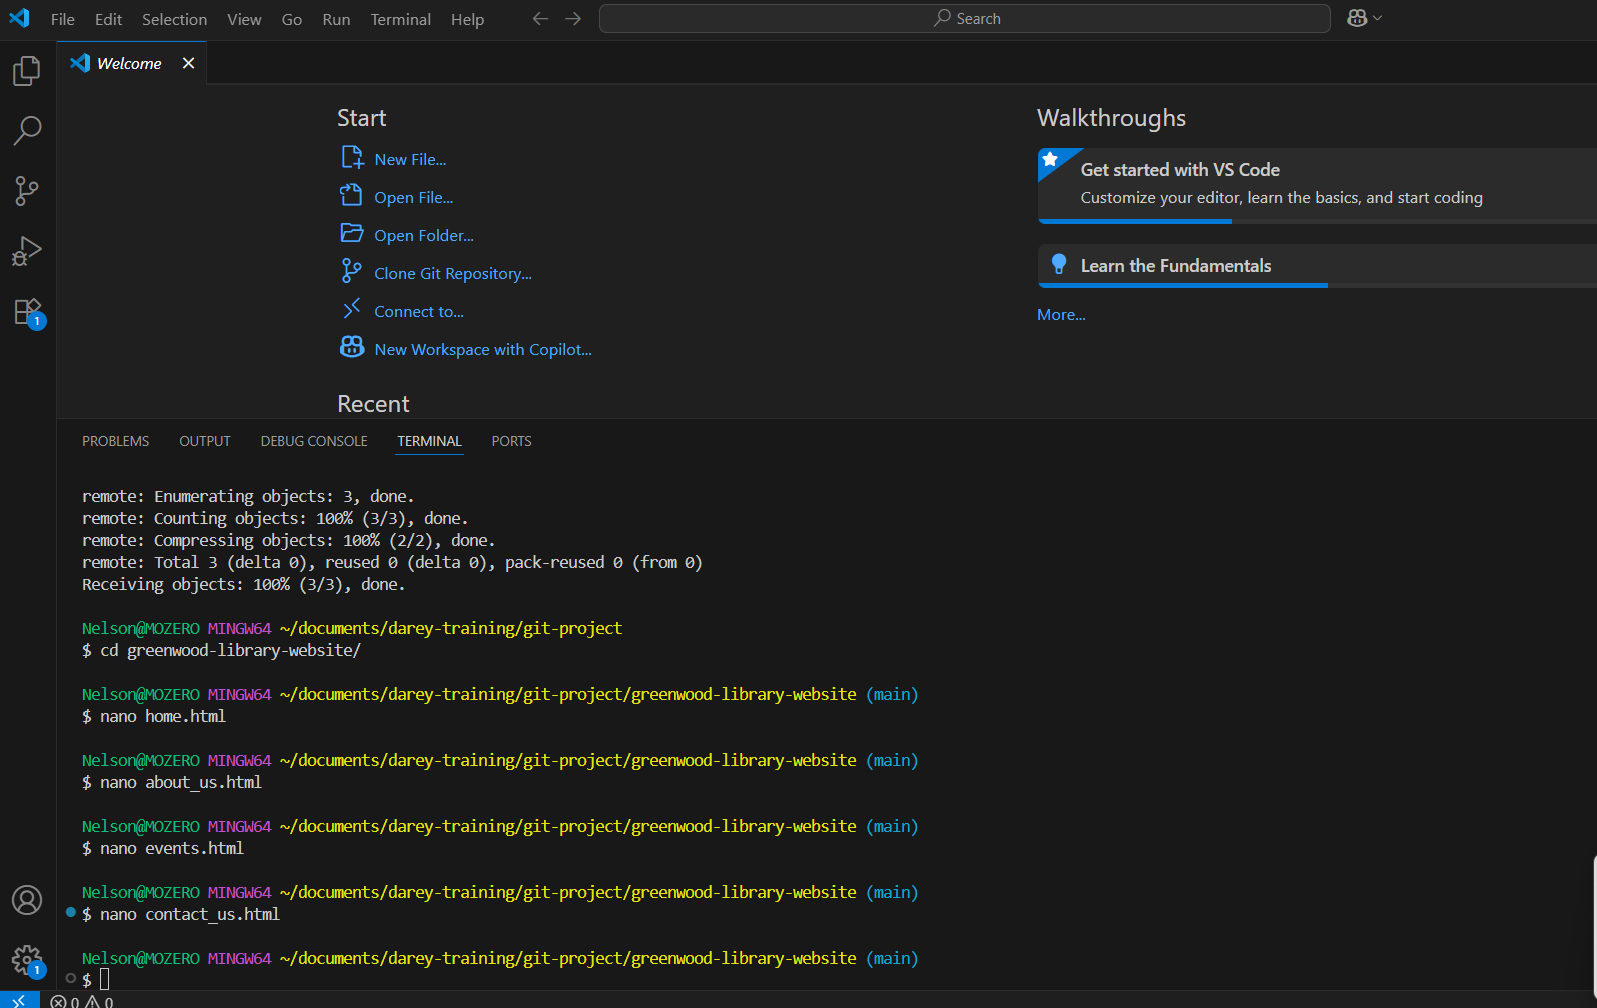 File Edit Selection View Go Run Terminal Help
Search
Welcome
Start
New File...
Open File...
Open Folder...
Clone Git Repository...
Connect to...
New Workspace with Copilot...
Recent
Walkthroughs
Get started with VS Code
Customize your editor, learn the basics, and start coding
Learn the Fundamentals
More...
1
PROBLEMS OUTPUT DEBUG CONSOLE TERMINAL PORTS
remote: Enumerating objects: 3, done.
remote: Counting objects: 100% (3/3), done.
remote: Compressing objects: 100% (2/2), done.
remote: Total 3 (delta 0), reused 0 (delta 0), pack-reused 0 (from 0)
Receiving objects: 100% (3/3), done.
Nelson@MOZERO MINGW64 ~/documents/darey-training/git-project
$ cd greenwood-library-website/
Nelson@MOZERO MINGW64 ~/documents/darey-training/git-project/greenwood-library-website (main)
$ nano home.html
Nelson@MOZERO MINGW64 ~/documents/darey-training/git-project/greenwood-library-website (main)
$ nano about_us.html
Nelson@MOZERO MINGW64 ~/documents/darey-training/git-project/greenwood-library-website (main)
$ nano events.html
Nelson@MOZERO MINGW64 ~/documents/darey-training/git-project/greenwood-library-website (main)
$ nano contact_us.html
Nelson@MOZERO MINGW64 ~/documents/darey-training/git-project/greenwood-library-website (main)
$
1
0 0